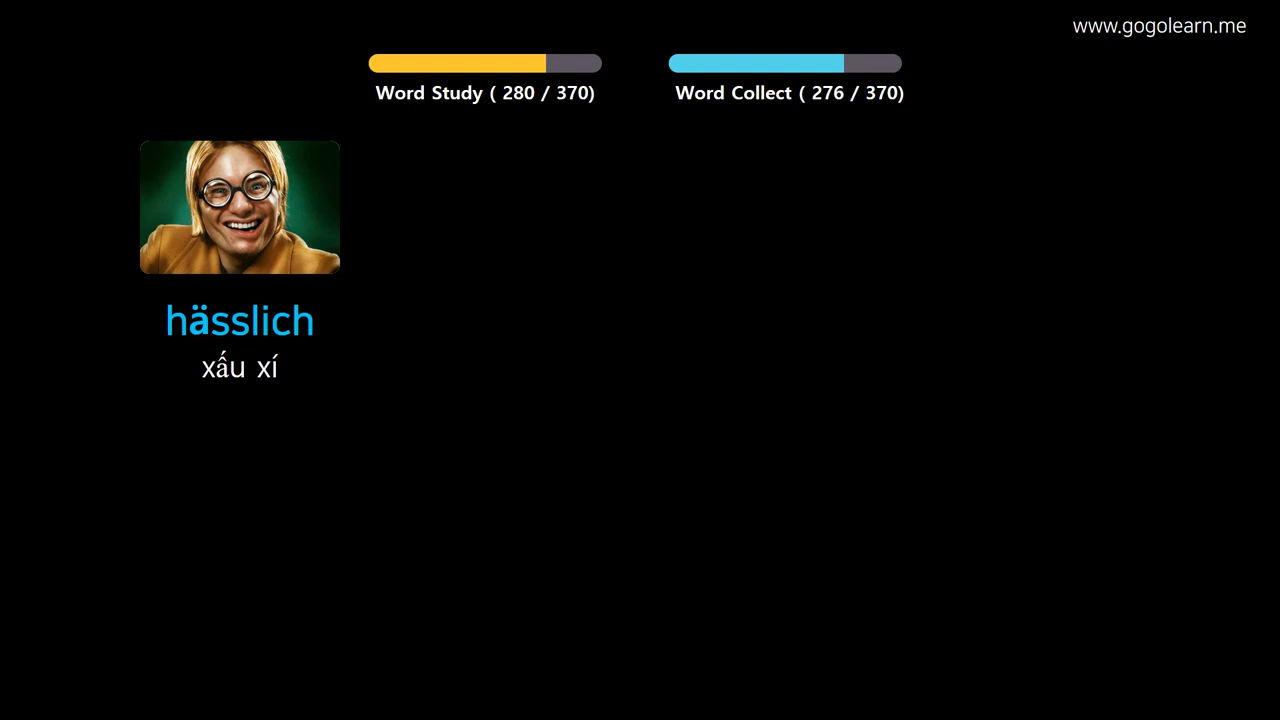 www.gogolearn.me
Word Study ( 280 / 370)
Word Collect ( 276 / 370)
hässlich
xấu xí